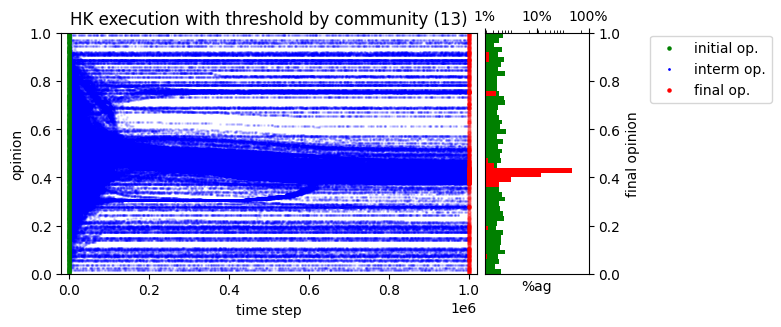 HK execution with threshold by community (13)
1% 10% 100%
initial op.
interm op.
final op.
1.0
0.8
0.6
0.4
0.2
0.0
opinion
1.0
0.8
0.6
0.4
0.2
0.0
final opinion
0.0 0.2 0.4 0.6 0.8 1.0
1e6
time step
%ag